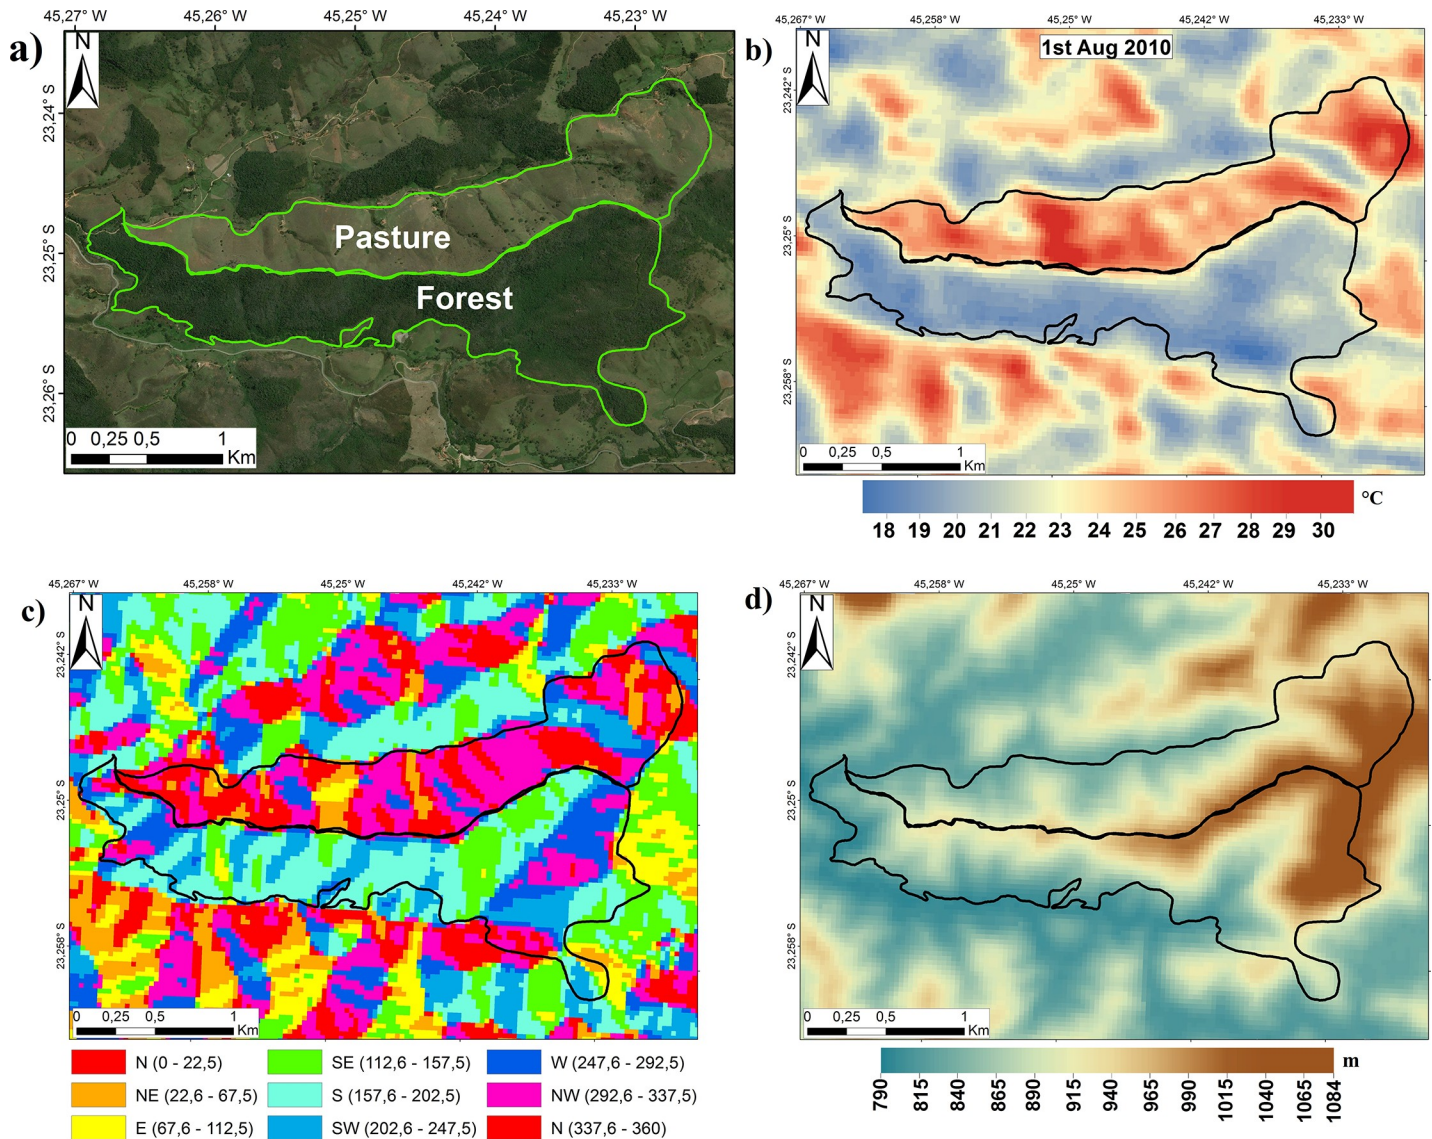 a)
45,27° W 45,26° W 45,25° W 45,24° W 45,23° W
N
23,24° S
23,25° S
23,26° S
Pasture
Forest
0 0,25 0,5 1
Km
b)
45,267° W 45,258° W 45,25° W 45,242° W 45,233° W
N
1st Aug 2010
23,242° S
23,25° S
23,258° S
0 0,25 0,5 1
Km
°C
18 19 20 21 22 23 24 25 26 27 28 29 30
c)
45,267° W 45,258° W 45,25° W 45,242° W 45,233° W
N
23,242° S
23,25° S
23,258° S
0 0,25 0,5 1
Km
N (0 - 22,5) SE (112,6 - 157,5) W (247,6 - 292,5)
NE (22,6 - 67,5) S (157,6 - 202,5) NW (292,6 - 337,5)
E (67,6 - 112,5) SW (202,6 - 247,5) N (337,6 - 360)
d)
45,267° W 45,258° W 45,25° W 45,242° W 45,233° W
N
23,242° S
23,25° S
23,258° S
0 0,25 0,5 1
Km
m
790 815 840 865 890 915 940 965 990 1015 1040 1065 1084